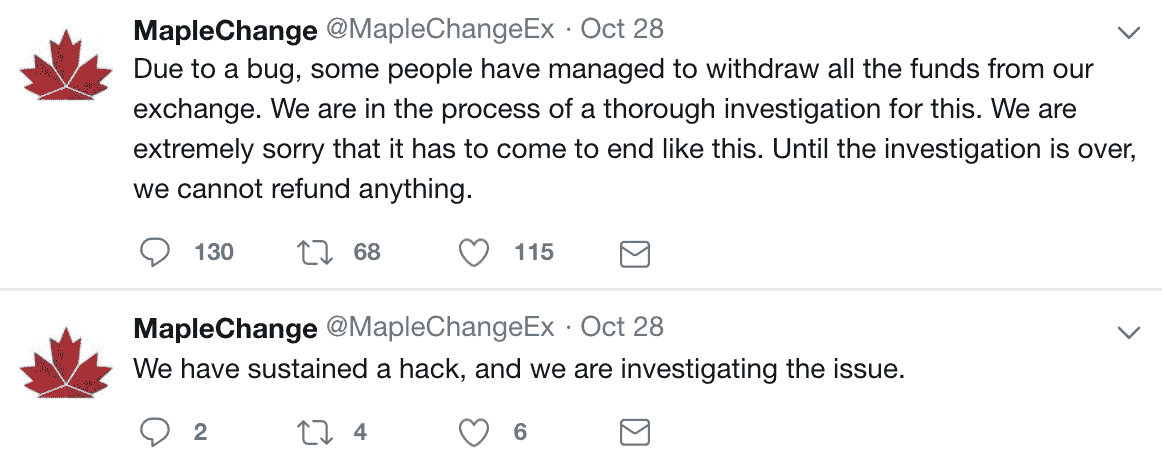 MapleChange @MapleChangeEx · Oct 28
Due to a bug, some people have managed to withdraw all the funds from our
exchange. We are in the process of a thorough investigation for this. We are
extremely sorry that it has to come to end like this. Until the investigation is over,
we cannot refund anything.
130 68 115
MapleChange @MapleChangeEx · Oct 28
We have sustained a hack, and we are investigating the issue.
2 4 6